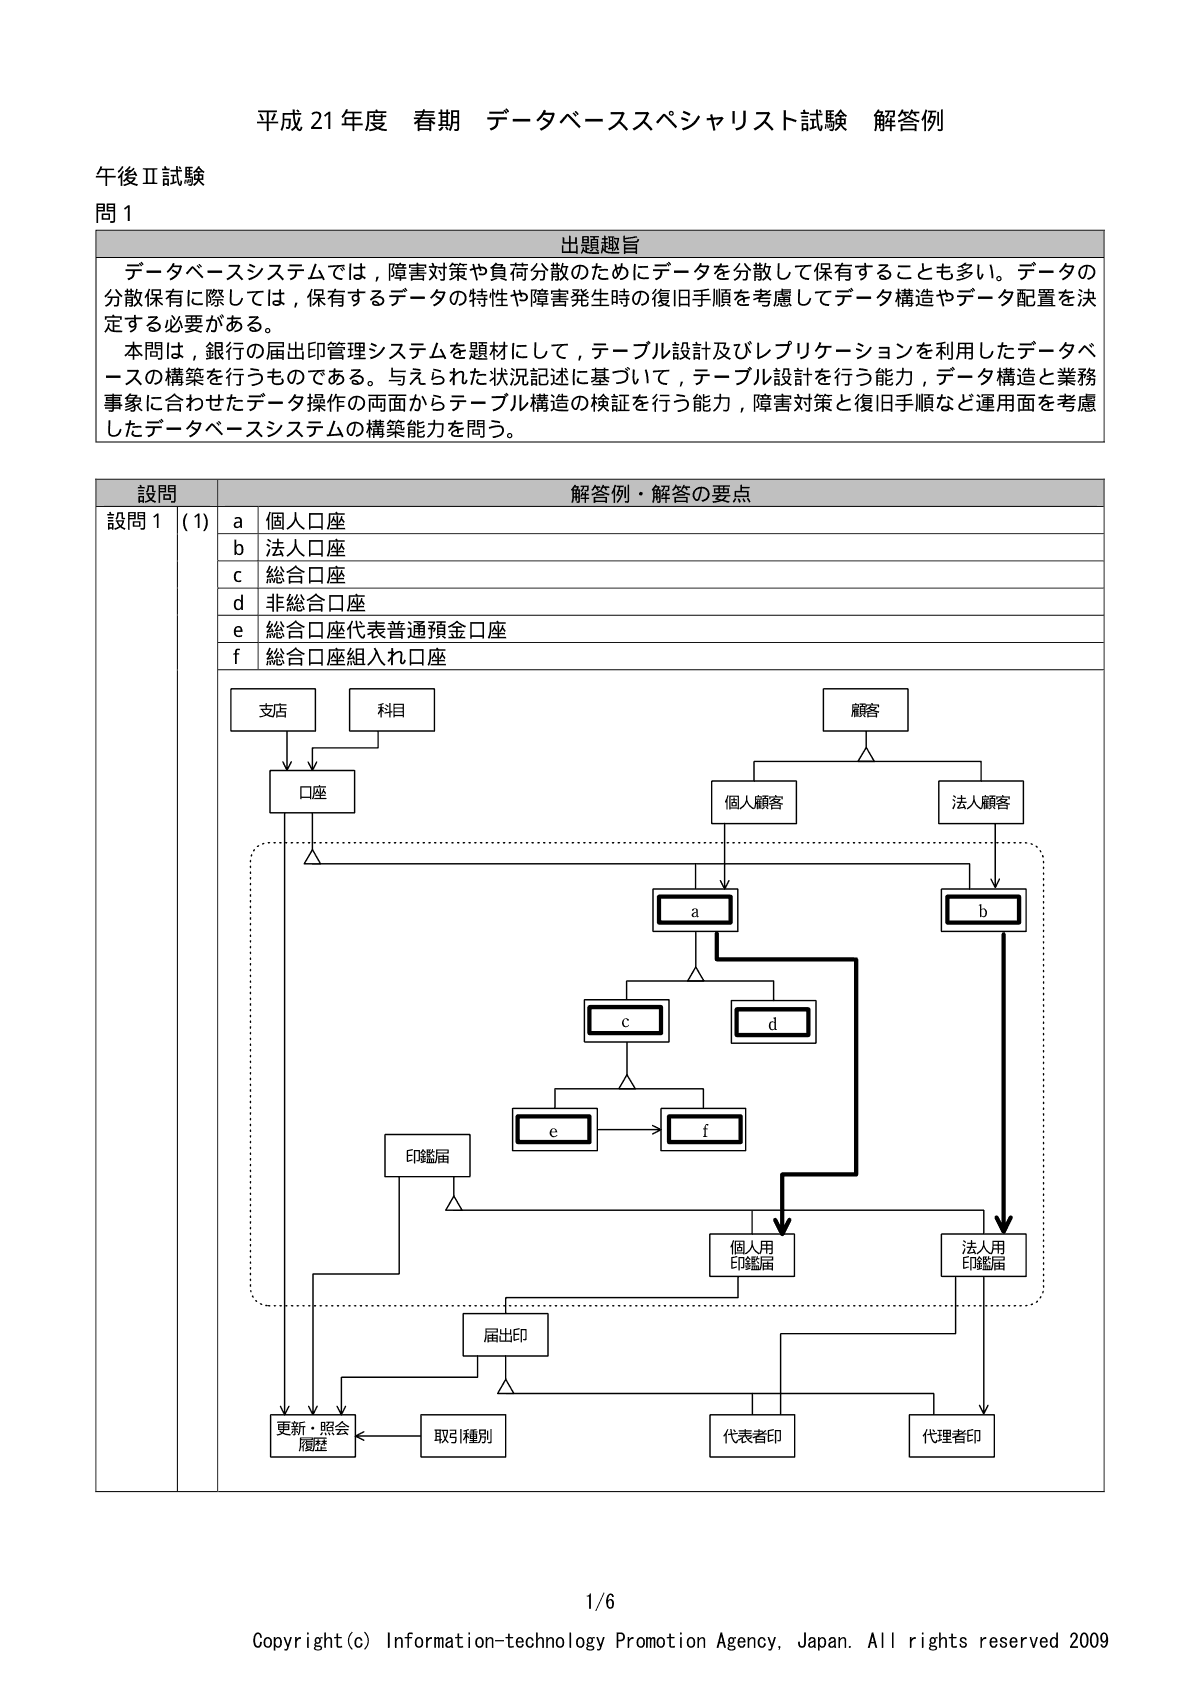 平成 21 年度　春期　データベーススペシャリスト試験　解答例
午後Ⅱ試験
問 1
出題趣旨
データベースシステムでは，障害対策や負荷分散のためにデータを分散して保有することも多い。データの
分散保有に際しては，保有するデータの特性や障害発生時の復旧手順を考慮してデータ構造やデータ配置を決
定する必要がある。
本問は，銀行の届出印管理システムを題材にして，テーブル設計及びレプリケーションを利用したデータベ
ースの構築を行うものである。与えられた状況記述に基づいて，テーブル設計を行う能力，データ構造と業務
事象に合わせたデータ操作の両面からテーブル構造の検証を行う能力，障害対策と復旧手順など運用面を考慮
したデータベースシステムの構築能力を問う。
設問 解答例・解答の要点
設問 1 (1) a 個人口座
b 法人口座
c 総合口座
d 非総合口座
e 総合口座代表普通預金口座
f 総合口座組入れ口座
支店 科目 顧客
口座 個人顧客 法人顧客
a b
c d
e f
印鑑届
個人用
印鑑届
法人用
印鑑届
届出印
更新・照会
履歴
取引種別 代表者印 代理者印
1/6
Copyright(c) Information-technology Promotion Agency, Japan. All rights reserved 2009